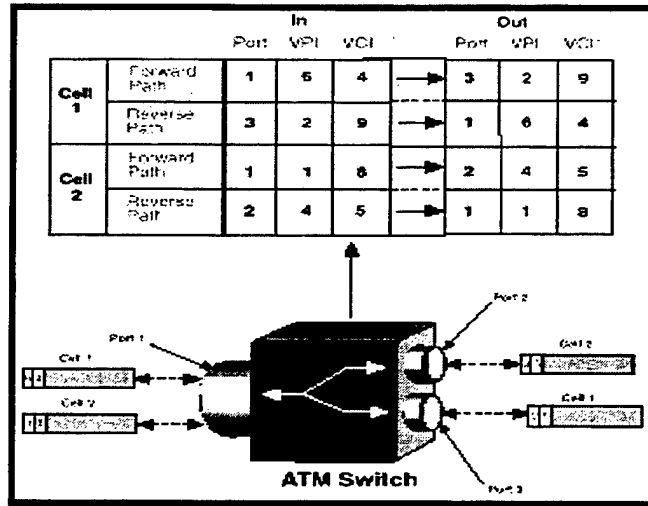 In Out
Port VPI VCI Port VPI VCI
Cell 1
Forward Path 1 6 4 3 2 9
Reverse Path 3 2 9 1 6 4
Cell 2
Forward Path 1 1 8 2 4 5
Reverse Path 2 4 5 1 1 8
Port 2
Port 1
Cell 1
Cell 2
Cell 2
Cell 1
ATM Switch
Port 3